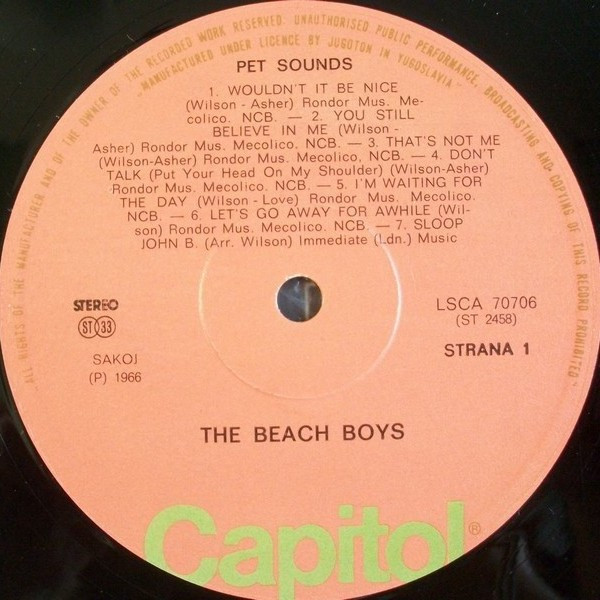 ALL RIGHTS OF THE MANUFACTURER AND OF THE OWNER OF THE RECORDED WORK RESERVED. UNAUTHORISED PUBLIC PERFORMANCE, BROADCASTING AND COPYING OF THIS RECORD PROHIBITED
"MANUFACTURED UNDER LICENCE BY JUGOTON IN YUGOSLAVIA"
PET SOUNDS
1. WOULDN'T IT BE NICE
(Wilson - Asher) Rondor Mus. Me-
colico. NCB. — 2. YOU STILL
BELIEVE IN ME (Wilson -
Asher) Rondor Mus. Mecolico. NCB. — 3. THAT'S NOT ME
(Wilson-Asher) Rondor Mus. Mecolico, NCB. — 4. DON'T
TALK (Put Your Head On My Shoulder) (Wilson-Asher)
Rondor Mus. Mecolico. NCB. — 5. I'M WAITING FOR
THE DAY (Wilson - Love) Rondor Mus. Mecolico.
NCB. — 6. LET'S GO AWAY FOR AWHILE (Wil-
son) Rondor Mus. Mecolico. NCB. — 7. SLOOP
JOHN B. (Arr. Wilson) Immediate (Ldn.) Music
STEREO
ST 33
SAKOJ
(P) 1966
LSCA 70706
(ST 2458)
STRANA 1
THE BEACH BOYS
Capitol®